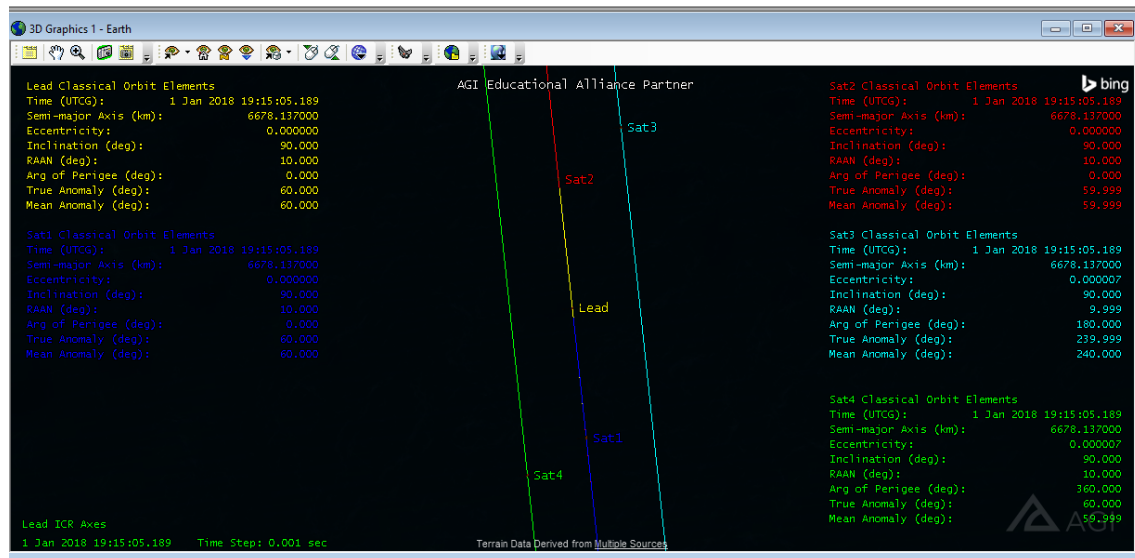 3D Graphics 1 - Earth
AGI Educational Alliance Partner
bing
Lead Classical Orbit Elements
Time (UTCG): 1 Jan 2018 19:15:05.189
Semi-major Axis (km): 6678.137000
Eccentricity: 0.000000
Inclination (deg): 90.000
RAAN (deg): 10.000
Arg of Perigee (deg): 0.000
True Anomaly (deg): 60.000
Mean Anomaly (deg): 60.000
Sat1 Classical Orbit Elements
Time (UTCG): 1 Jan 2018 19:15:05.189
Semi-major Axis (km): 6678.137000
Eccentricity: 0.000000
Inclination (deg): 90.000
RAAN (deg): 10.000
Arg of Perigee (deg): 0.000
True Anomaly (deg): 60.000
Mean Anomaly (deg): 60.000
Sat3
Sat2
Lead
Sat1
Sat4
Sat2 Classical Orbit Elements
Time (UTCG): 1 Jan 2018 19:15:05.189
Semi-major Axis (km): 6678.137000
Eccentricity: 0.000000
Inclination (deg): 90.000
RAAN (deg): 10.000
Arg of Perigee (deg): 0.000
True Anomaly (deg): 59.999
Mean Anomaly (deg): 59.999
Sat3 Classical Orbit Elements
Time (UTCG): 1 Jan 2018 19:15:05.189
Semi-major Axis (km): 6678.137000
Eccentricity: 0.000007
Inclination (deg): 90.000
RAAN (deg): 9.999
Arg of Perigee (deg): 180.000
True Anomaly (deg): 239.999
Mean Anomaly (deg): 240.000
Sat4 Classical Orbit Elements
Time (UTCG): 1 Jan 2018 19:15:05.189
Semi-major Axis (km): 6678.137000
Eccentricity: 0.000007
Inclination (deg): 90.000
RAAN (deg): 10.000
Arg of Perigee (deg): 360.000
True Anomaly (deg): 60.000
Mean Anomaly (deg): 59.999
AGI
Lead ICR Axes
1 Jan 2018 19:15:05.189 Time Step: 0.001 sec
Terrain Data Derived from Multiple Sources